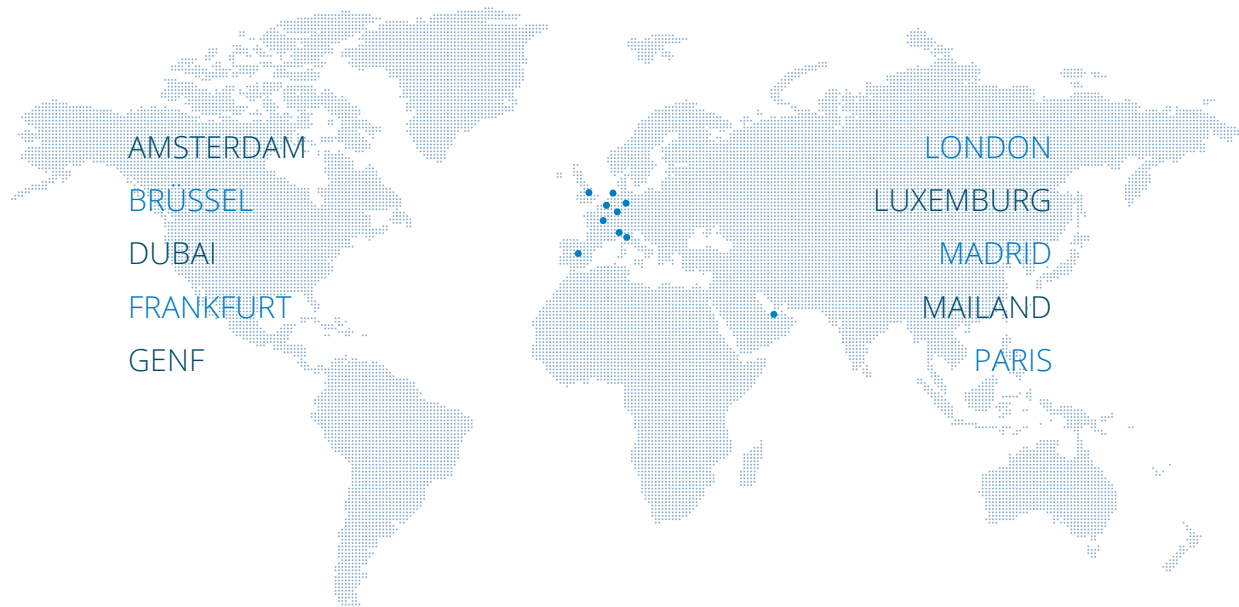 AMSTERDAM
BRÜSSEL
DUBAI
FRANKFURT
GENF
LONDON
LUXEMBURG
MADRID
MAILAND
PARIS